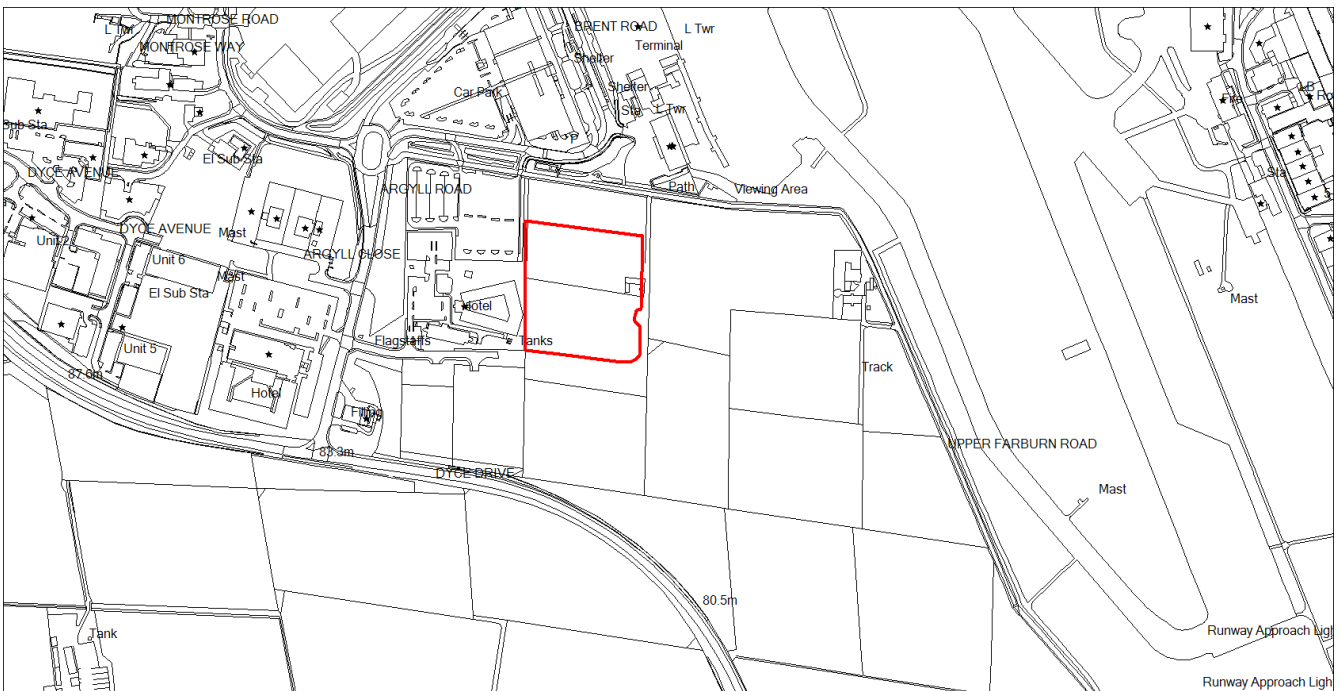 MONTROSE ROAD
BRENT ROAD
L Twr
L Twr
MONTROSE WAY
Terminal
Shelter
Shelter
Car Park
LB
Fire
L Twr
Sta
Sub Sta
P
El Sub Sta
DYCE AVENUE
Sta
ARGYLL ROAD
Path
Viewing Area
DYCE AVENUE
Mast
Unit 2
ARGYLL CLOSE
Unit 6
Mast
El Sub Sta
Mast
Hotel
Flagstaffs
Tanks
Unit 5
Track
87.6m
Hotel
Filling
UPPER FARBURN ROAD
83.3m
DYCE DRIVE
Mast
80.5m
Tank
Runway Approach Ligh
Runway Approach Ligh